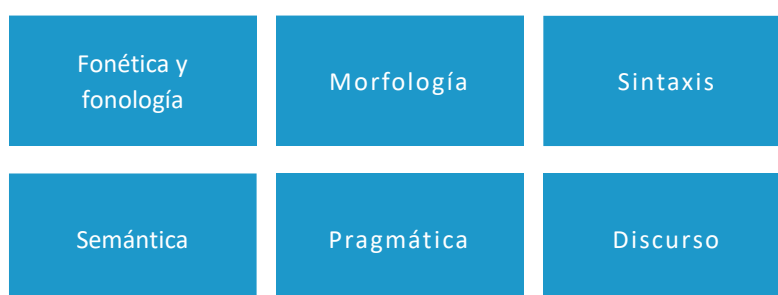 Fonética y
fonología
Morfología
Sintaxis
Semántica
Pragmática
Discurso